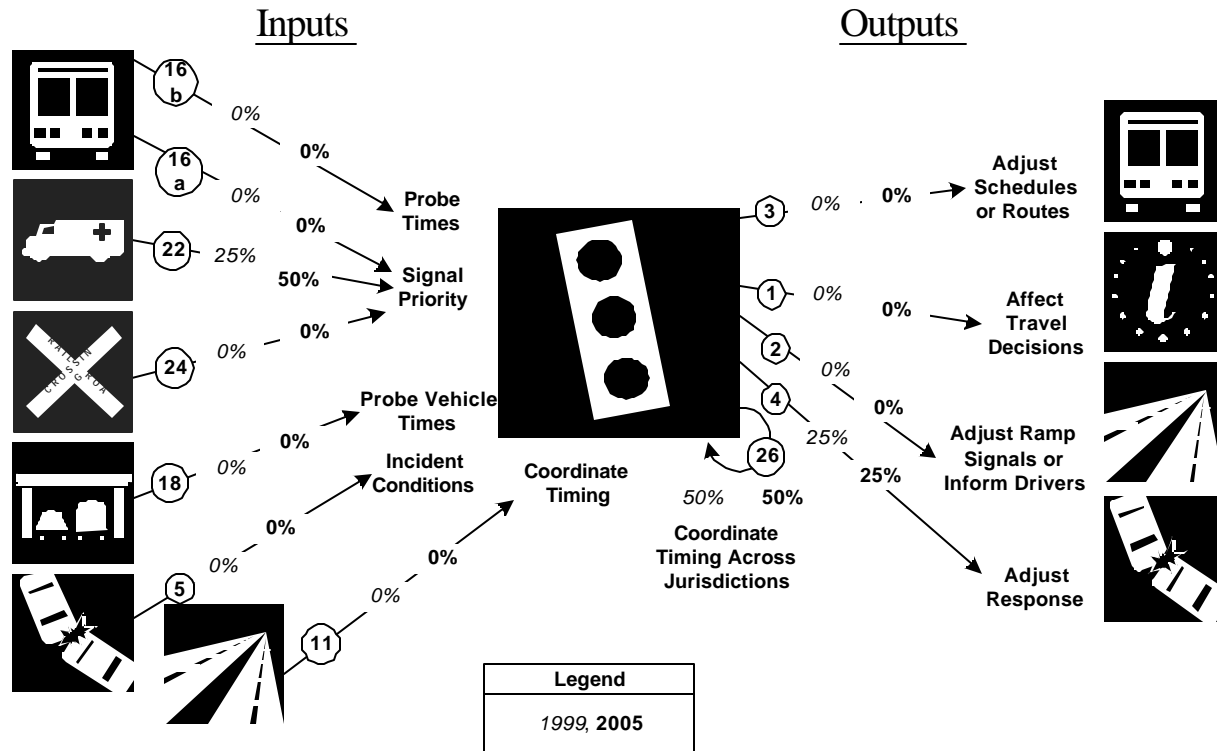 Inputs
Outputs
16
b
0%
0%
Probe
Times
16
a
0%
0%
22
25%
50%
Signal
Priority
RAILROAD
CROSSING
24
0%
0%
18
0%
0%
Probe Vehicle
Times
5
0%
0%
Incident
Conditions
11
0%
0%
Coordinate
Timing
3
0%
0%
Adjust
Schedules
or Routes
1
0%
0%
Affect
Travel
Decisions
i
2
0%
0%
Adjust Ramp
Signals or
Inform Drivers
4
25%
25%
Adjust
Response
26
50%
50%
Coordinate
Timing Across
Jurisdictions
Legend
1999, 2005